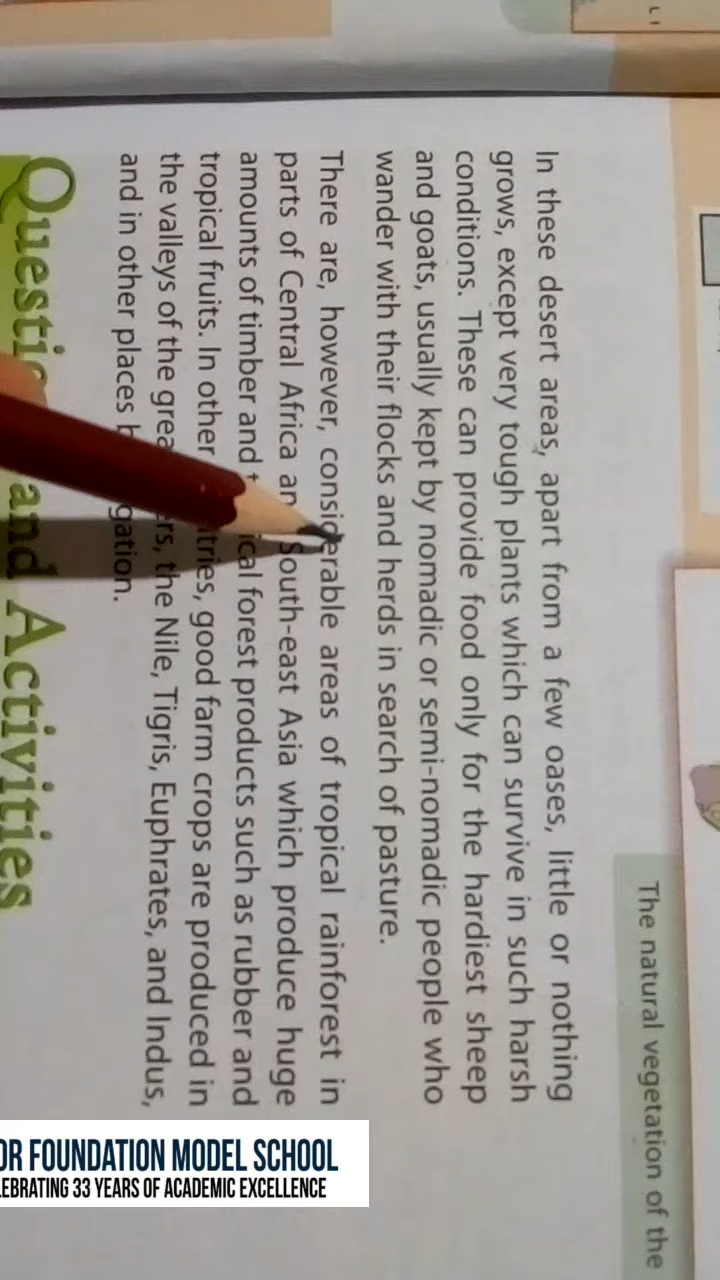 The natural vegetation of the
In these desert areas, apart from a few oases, little or nothing
grows, except very tough plants which can survive in such harsh
conditions. These can provide food only for the hardiest sheep
and goats, usually kept by nomadic or semi-nomadic people who
wander with their flocks and herds in search of pasture.
There are, however, considerable areas of tropical rainforest in
parts of Central Africa an South-east Asia which produce huge
amounts of timber and ical forest products such as rubber and
tropical fruits. In other tries, good farm crops are produced in
the valleys of the grea rs, the Nile, Tigris, Euphrates, and Indus,
and in other places gation.
Questio and Activities
OR FOUNDATION MODEL SCHOOL
LEBRATING 33 YEARS OF ACADEMIC EXCELLENCE